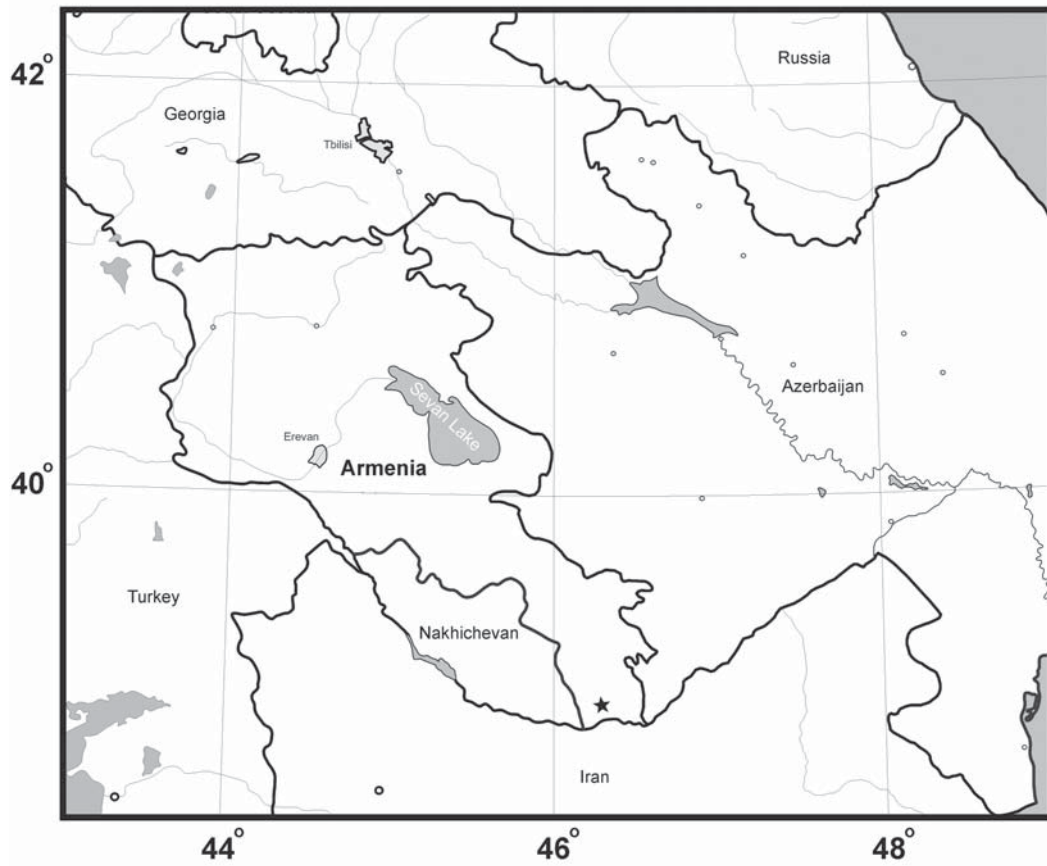 42°
Russia
Georgia
Tbilisi
Azerbaijan
Sevan Lake
Erevan
Armenia
40°
Turkey
Nakhichevan
Iran
44°
46°
48°